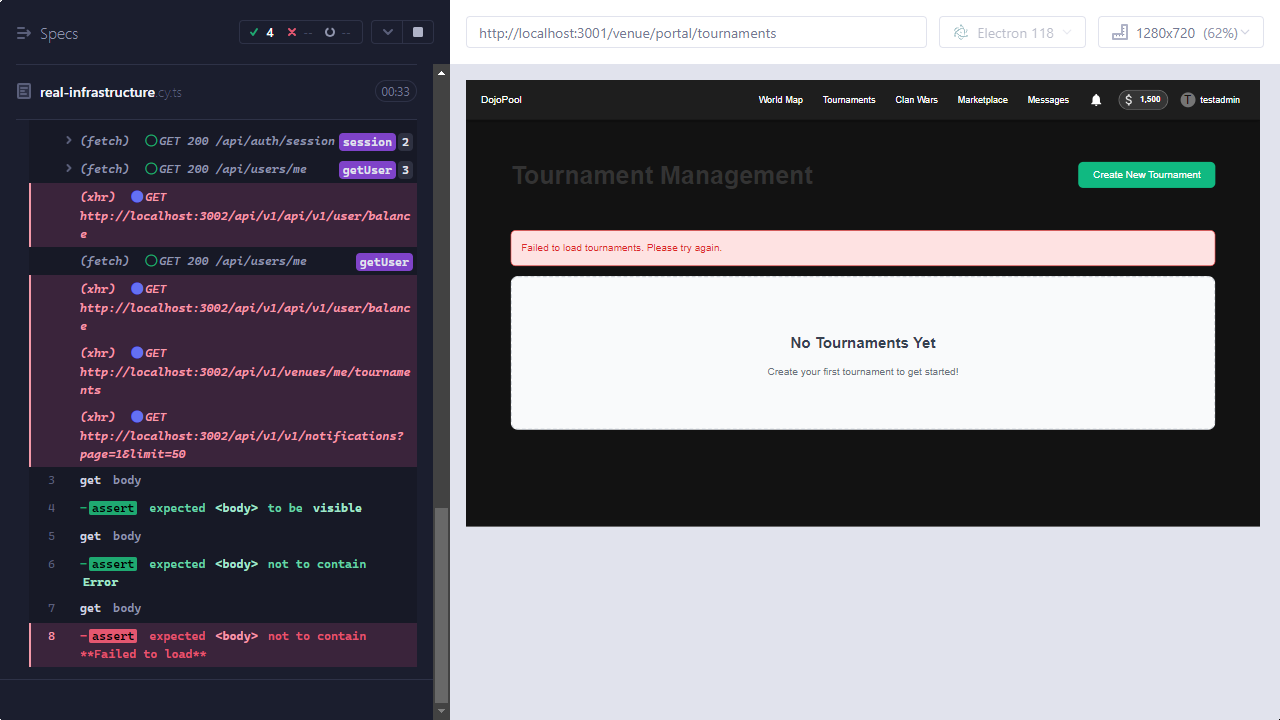 Specs
4 -- --
http://localhost:3001/venue/portal/tournaments
Electron 118
1280x720 (62%)
real-infrastructure.cy.ts
00:33
(fetch) GET 200 /api/auth/session session 2
(fetch) GET 200 /api/users/me getUser 3
(xhr) GET
http://localhost:3002/api/v1/api/v1/user/balanc
e
(fetch) GET 200 /api/users/me getUser
(xhr) GET
http://localhost:3002/api/v1/api/v1/user/balanc
e
(xhr) GET
http://localhost:3002/api/v1/venues/me/tourname
nts
(xhr) GET
http://localhost:3002/api/v1/v1/notifications?
page=1&limit=50
3 get body
4 -assert expected <body> to be visible
5 get body
6 -assert expected <body> not to contain
Error
7 get body
8 -assert expected <body> not to contain
**Failed to load**
DojoPool
World Map
Tournaments
Clan Wars
Marketplace
Messages
$ 1,500
T testadmin
Tournament Management
Create New Tournament
Failed to load tournaments. Please try again.
No Tournaments Yet
Create your first tournament to get started!